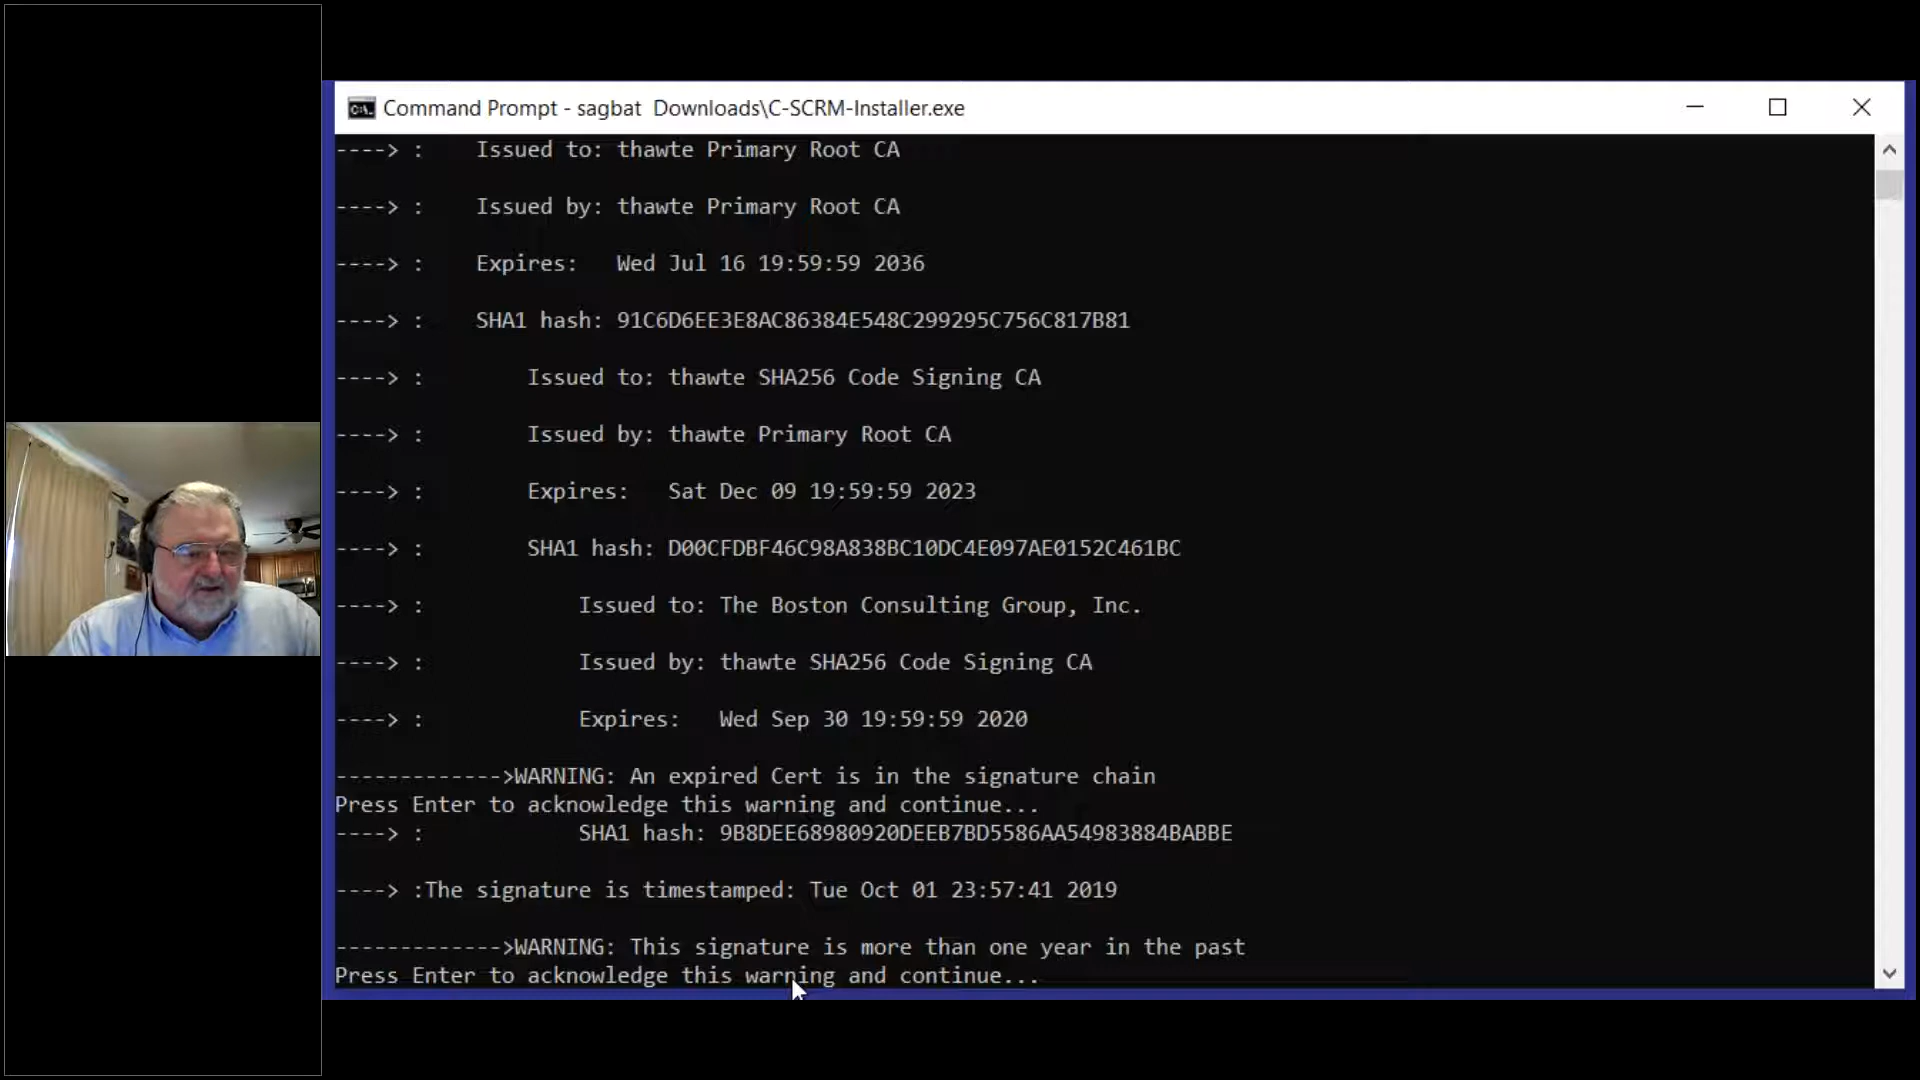 Command Prompt - sagbat  Downloads\C-SCRM-Installer.exe
----> :    Issued to: thawte Primary Root CA
----> :    Issued by: thawte Primary Root CA
----> :    Expires:   Wed Jul 16 19:59:59 2036
----> :    SHA1 hash: 91C6D6EE3E8AC86384E548C299295C756C817B81
----> :        Issued to: thawte SHA256 Code Signing CA
----> :        Issued by: thawte Primary Root CA
----> :        Expires:   Sat Dec 09 19:59:59 2023
----> :        SHA1 hash: D00CFDBF46C98A838BC10DC4E097AE0152C461BC
----> :            Issued to: The Boston Consulting Group, Inc.
----> :            Issued by: thawte SHA256 Code Signing CA
----> :            Expires:   Wed Sep 30 19:59:59 2020
------------->WARNING: An expired Cert is in the signature chain
Press Enter to acknowledge this warning and continue...
----> :            SHA1 hash: 9B8DEE68980920DEEB7BD5586AA54983884BABBE
----> :The signature is timestamped: Tue Oct 01 23:57:41 2019
------------->WARNING: This signature is more than one year in the past
Press Enter to acknowledge this warning and continue...